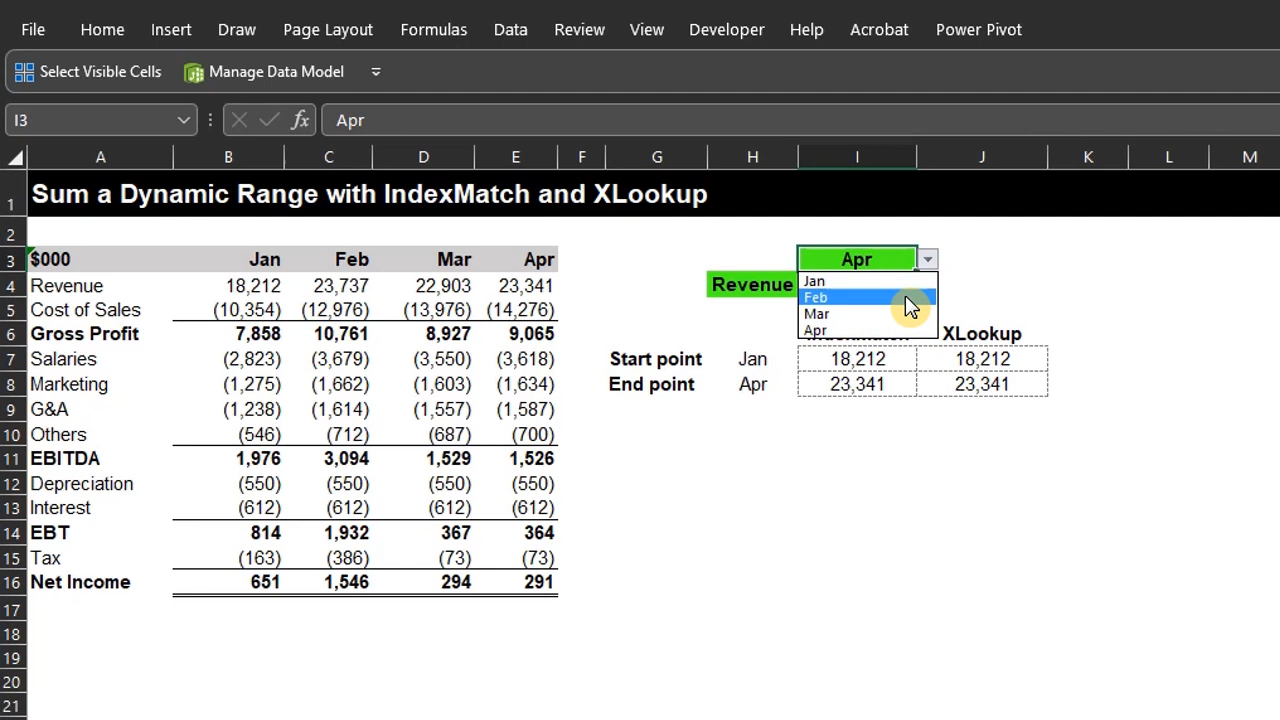 File Home Insert Draw Page Layout Formulas Data Review View Developer Help Acrobat Power Pivot
Select Visible Cells Manage Data Model
I3 fx Apr
A B C D E F G H I J K L M
1 Sum a Dynamic Range with IndexMatch and XLookup
2
3 $000 Jan Feb Mar Apr Apr
4 Revenue 18,212 23,737 22,903 23,341 Revenue
Jan
Feb
Mar
Apr
5 Cost of Sales (10,354) (12,976) (13,976) (14,276)
6 Gross Profit 7,858 10,761 8,927 9,065 XLookup
7 Salaries (2,823) (3,679) (3,550) (3,618) Start point Jan 18,212 18,212
8 Marketing (1,275) (1,662) (1,603) (1,634) End point Apr 23,341 23,341
9 G&A (1,238) (1,614) (1,557) (1,587)
10 Others (546) (712) (687) (700)
11 EBITDA 1,976 3,094 1,529 1,526
12 Depreciation (550) (550) (550) (550)
13 Interest (612) (612) (612) (612)
14 EBT 814 1,932 367 364
15 Tax (163) (386) (73) (73)
16 Net Income 651 1,546 294 291
17
18
19
20
21